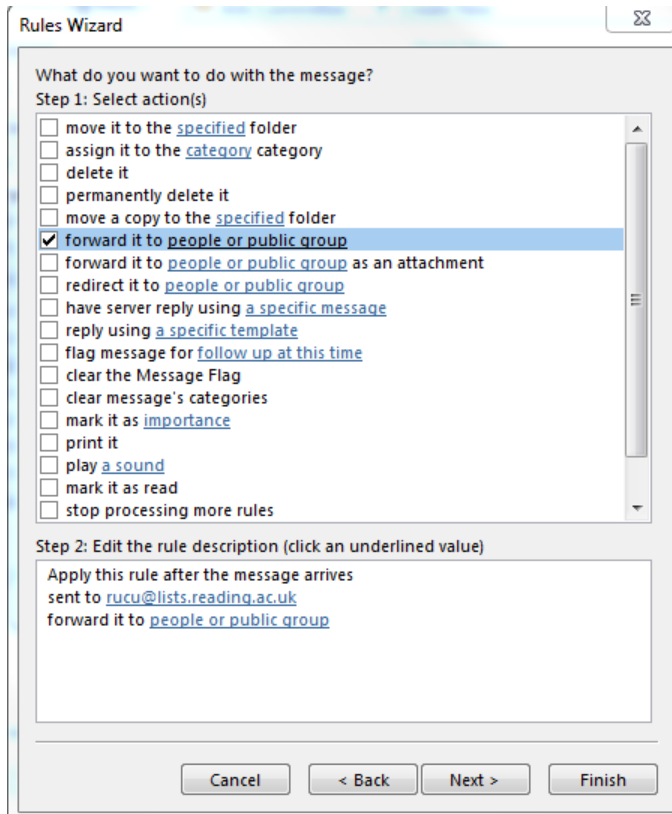 Rules Wizard
What do you want to do with the message?
Step 1: Select action(s)
move it to the specified folder
assign it to the category category
delete it
permanently delete it
move a copy to the specified folder
forward it to people or public group
forward it to people or public group as an attachment
redirect it to people or public group
have server reply using a specific message
reply using a specific template
flag message for follow up at this time
clear the Message Flag
clear message's categories
mark it as importance
print it
play a sound
mark it as read
stop processing more rules
Step 2: Edit the rule description (click an underlined value)
Apply this rule after the message arrives
sent to rucu@lists.reading.ac.uk
forward it to people or public group
Cancel < Back Next > Finish